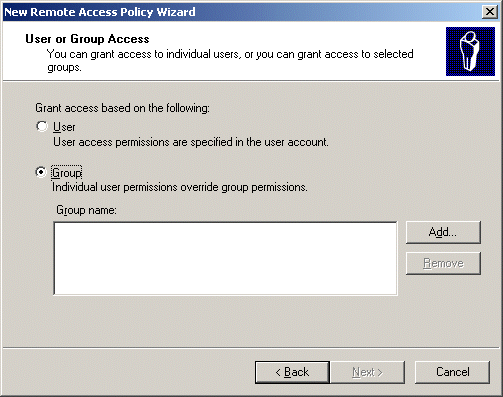 New Remote Access Policy Wizard
User or Group Access
You can grant access to individual users, or you can grant access to selected
groups.
Grant access based on the following:
User
User access permissions are specified in the user account.
Group
Individual user permissions override group permissions.
Group name:
Add...
Remove
< Back
Next >
Cancel